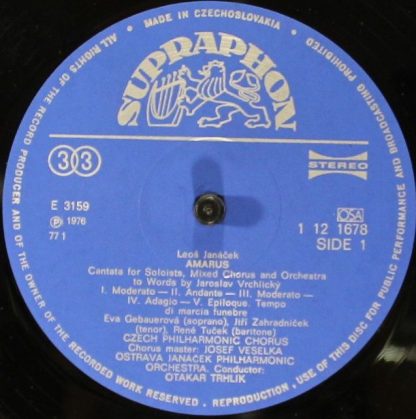 MADE IN CZECHOSLOVAKIA
ALL RIGHTS OF THE RECORD PRODUCER AND OF THE OWNER OF THE RECORDED WORK RESERVED . REPRODUCTION . USE OF THIS DISC FOR PUBLIC PERFORMANCE AND BROADCASTING PROHIBITED
SUPRAPHON
33
STEREO
E 3159
Ⓟ 1976
77 1
OSA
1 12 1678
SIDE 1
Leoš Janáček
AMARUS
Cantata for Soloists, Mixed Chorus and Orchestra
to Words by Jaroslav Vrchlický
I. Moderato — II. Andante — III. Moderato —
IV. Adagio — V. Epiloque. Tempo
di marcia funebre
Eva Gebauerová (soprano), Jiří Zahradníček
(tenor), René Tuček (baritone)
CZECH PHILHARMONIC CHORUS
Chorus master: JOSEF VESELKA
OSTRAVA JANÁČEK PHILHARMONIC
ORCHESTRA. Conductor:
OTAKAR TRHLÍK